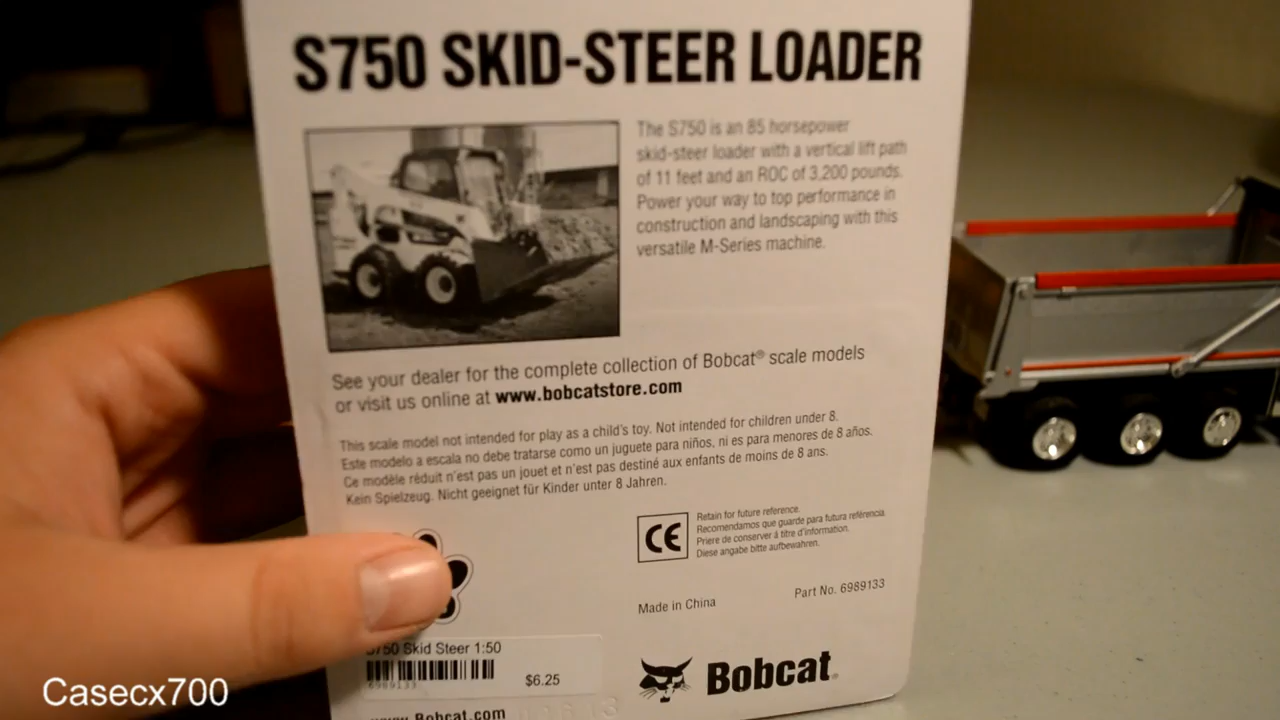 S750 SKID-STEER LOADER
The S750 is an 85 horsepower
skid-steer loader with a vertical lift path
of 11 feet and an ROC of 3,200 pounds.
Power your way to top performance in
construction and landscaping with this
versatile M-Series machine.
See your dealer for the complete collection of Bobcat® scale models
or visit us online at www.bobcatstore.com
This scale model not intended for play as a child's toy. Not intended for children under 8.
Este modelo a escala no debe tratarse como un juguete para niños, ni es para menores de 8 años.
Ce modèle réduit n'est pas un jouet et n'est pas destiné aux enfants de moins de 8 ans.
Kein Spielzeug. Nicht geeignet für Kinder unter 8 Jahren.
CE
Retain for future reference.
Recomendamos que guarde para futura referéncia.
Priere de conserver á titre d'information.
Diese angabe bitte aufbewahren.
Made in China
Part No. 6989133
S750 Skid Steer 1:50
6989133
$6.25
Bobcat
www.Bobcat.com
Casecx700